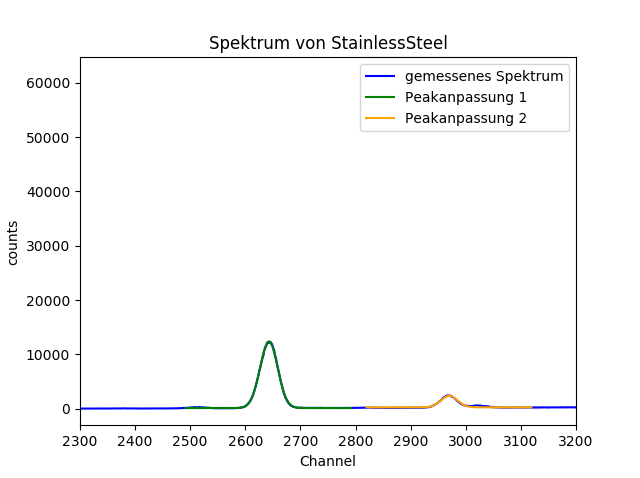 Spektrum von StainlessSteel
gemessenes Spektrum
Peakanpassung 1
Peakanpassung 2
60000
50000
40000
30000
20000
10000
0
counts
2300 2400 2500 2600 2700 2800 2900 3000 3100 3200
Channel